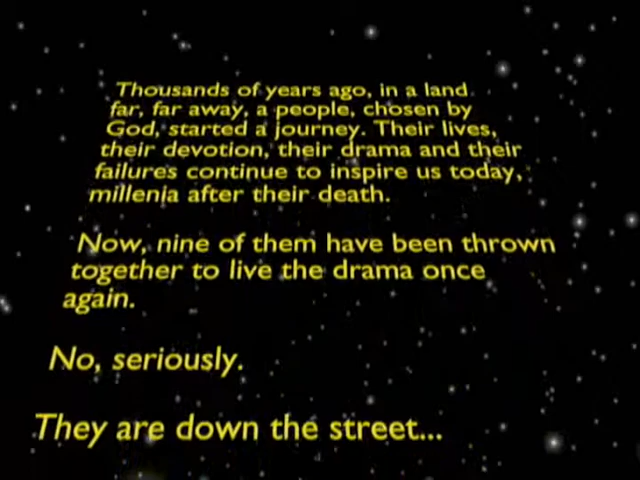 Thousands of years ago, in a land
far, far away, a people, chosen by
God, started a journey. Their lives,
their devotion, their drama and their
failures continue to inspire us today,
millenia after their death.
Now, nine of them have been thrown
together to live the drama once
again.
No, seriously.
They are down the street...